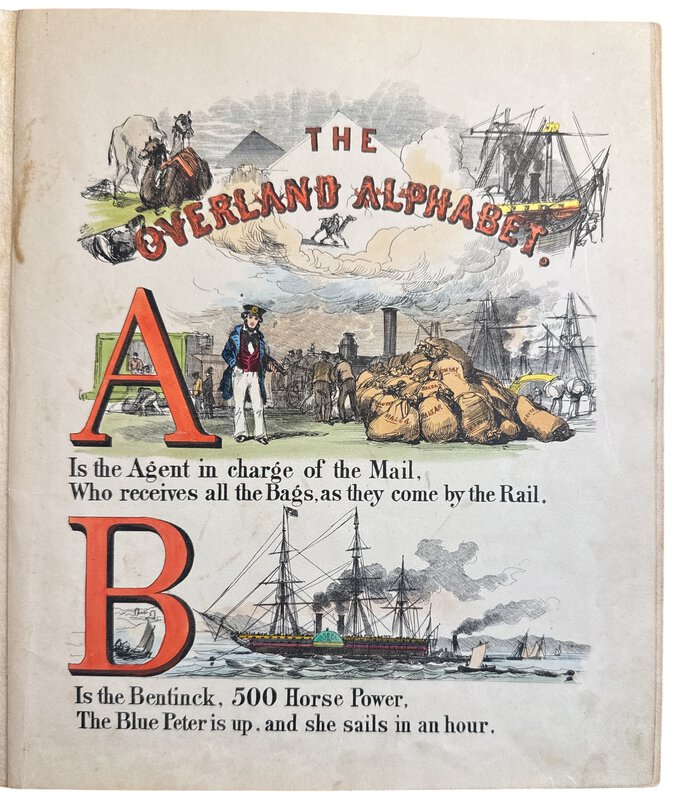 THE
OVERLAND ALPHABET.
A
BOMBAY
Is the Agent in charge of the Mail,
Who receives all the Bags, as they come by the Rail.
B
Is the Bentinck, 500 Horse Power,
The Blue Peter is up, and she sails in an hour.